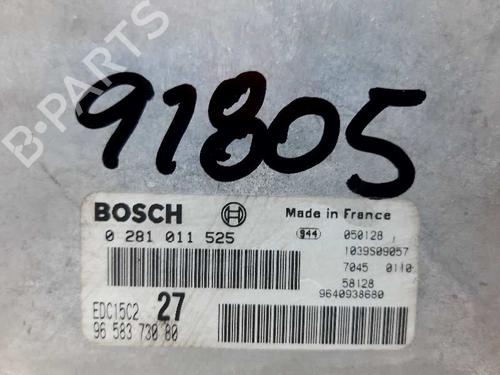 B-PARTS
91805
BOSCH
Made in France
0 281 011 525
944 050128
1039S09057
7045 0110
58128
9640938680
EDC15C2 27
96 583 730 80